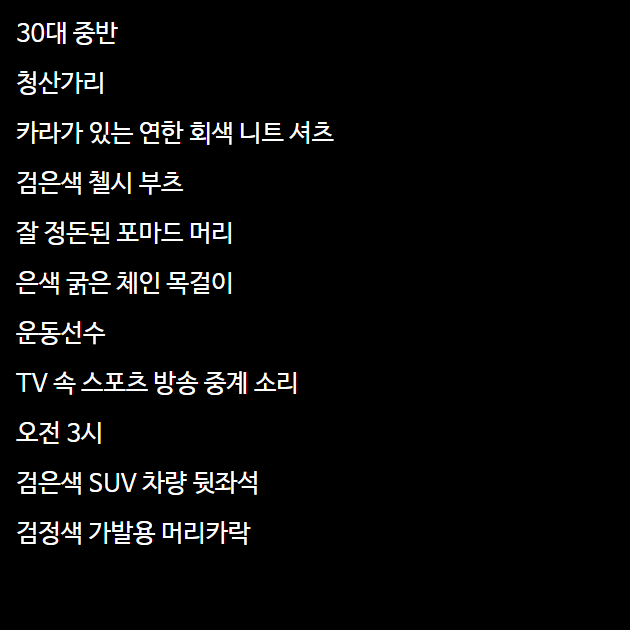 30대 중반
청산가리
카라가 있는 연한 회색 니트 셔츠
검은색 첼시 부츠
잘 정돈된 포마드 머리
은색 굵은 체인 목걸이
운동선수
TV 속 스포츠 방송 중계 소리
오전 3시
검은색 SUV 차량 뒷좌석
검정색 가발용 머리카락